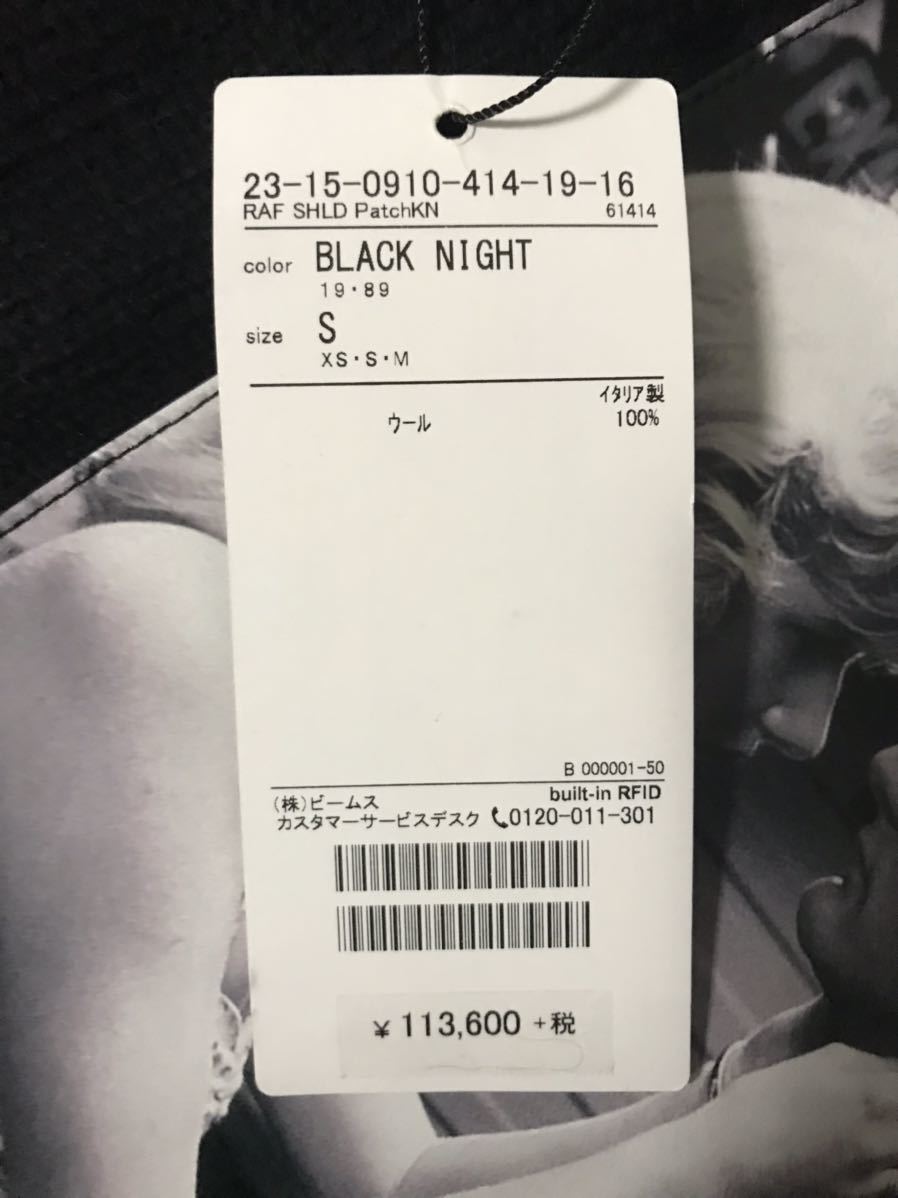 23-15-0910-414-19-16
RAF SHLD PatchKN 61414
color BLACK NIGHT
19・89
size S
XS・S・M
イタリア製
ウール 100%
B 000001-50
built-in RFID
(株)ビームス
カスタマーサービスデスク 0120-011-301
¥ 113,600 +税